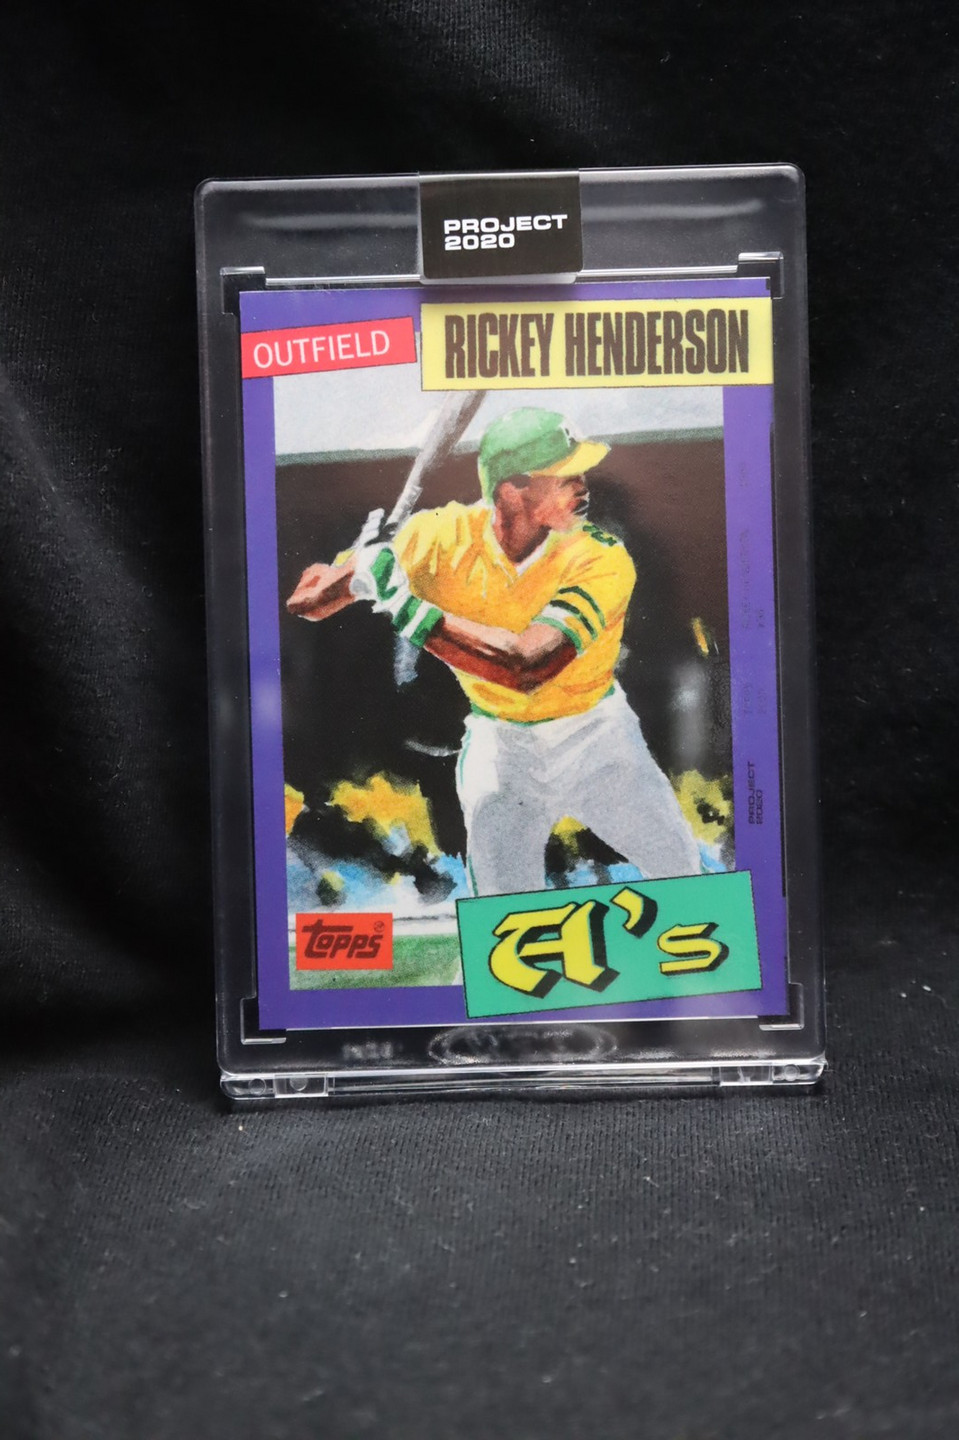 PROJECT
2020
OUTFIELD
RICKEY HENDERSON
PROJECT
2020
topps®
A's